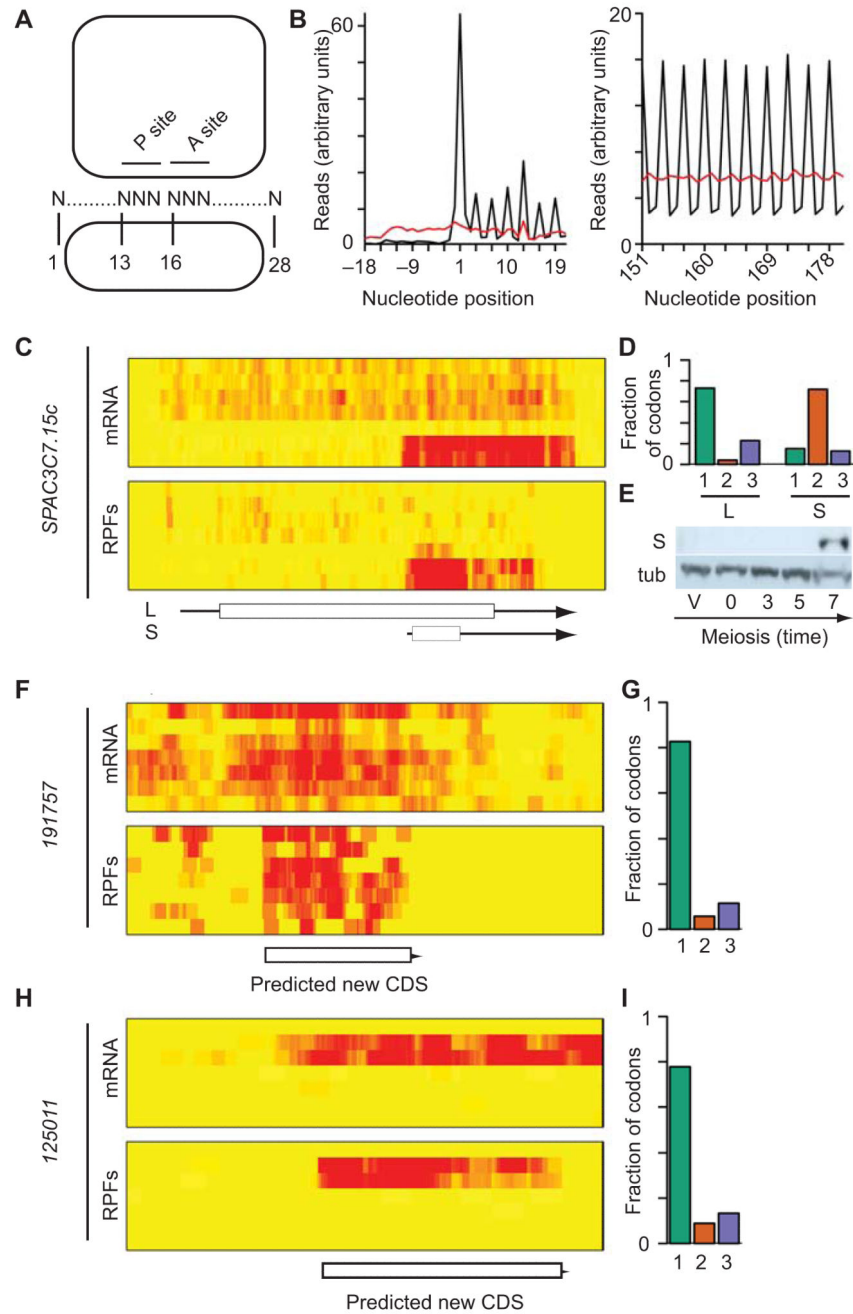 A
P site
A site
N.........NNN NNN..........N
1
13
16
28
B
Reads (arbitrary units)
60
30
0
–18
–9
1
10
19
Nucleotide position
Reads (arbitrary units)
20
10
0
151
160
169
178
Nucleotide position
C
SPAC3C7.15c
mRNA
RPFs
L
S
D
Fraction
of codons
1
0
1 2 3
1 2 3
L
S
E
S
tub
V
0
3
5
7
Meiosis (time)
F
191757
mRNA
RPFs
Predicted new CDS
G
Fraction of codons
1
0
1 2 3
H
125011
mRNA
RPFs
Predicted new CDS
I
Fraction of codons
1
0
1 2 3